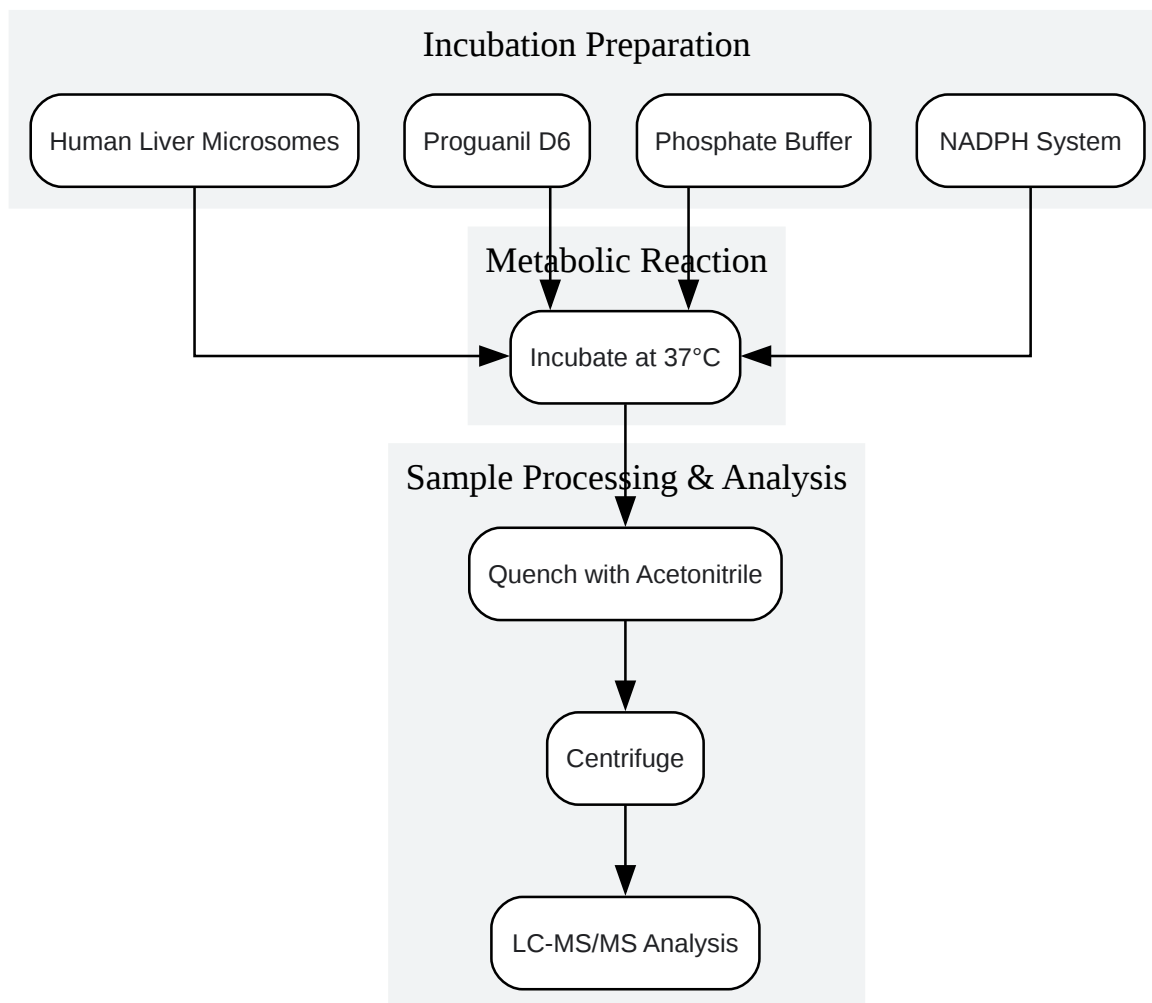 Incubation Preparation
Human Liver Microsomes
Proguanil D6
Phosphate Buffer
NADPH System
Metabolic Reaction
Incubate at 37°C
Sample Processing & Analysis
Quench with Acetonitrile
Centrifuge
LC-MS/MS Analysis